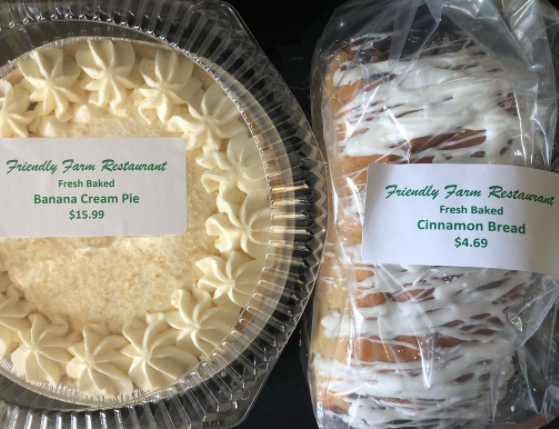 Friendly Farm Restaurant
Fresh Baked
Banana Cream Pie
$15.99
Friendly Farm Restaurant
Fresh Baked
Cinnamon Bread
$4.69